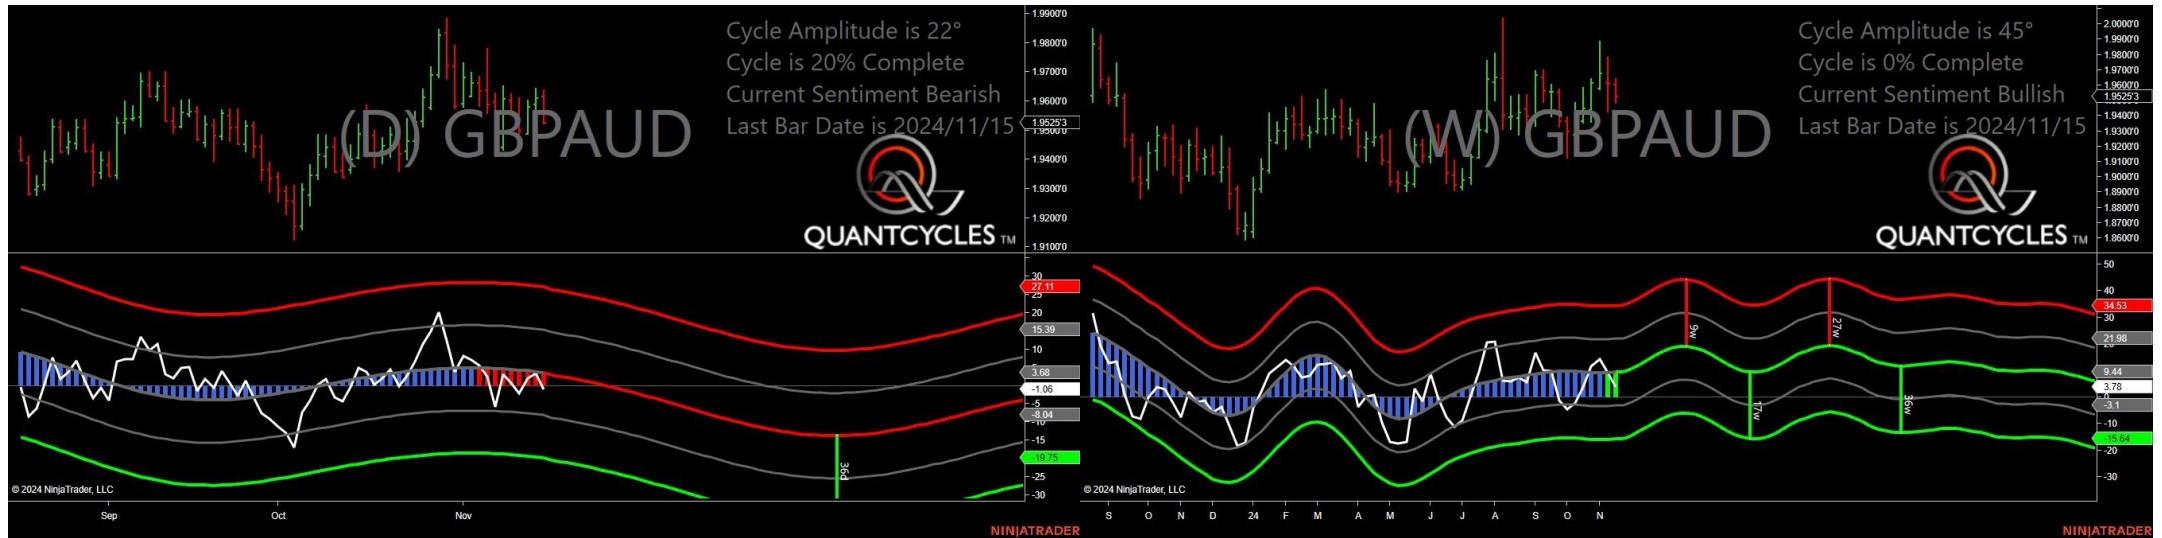 Cycle Amplitude is 22°
Cycle is 20% Complete
Current Sentiment Bearish
Last Bar Date is 2024/11/15
(D) GBPAUD
QUANTCYCLES TM
1.9900'0
1.9800'0
1.9700'0
1.9600'0
1.9525'3
1.9500'0
1.9400'0
1.9300'0
1.9200'0
1.9100'0
30
27.11
25
20
15.39
10
3.68
-1.06
-5
-8.04
-10
-15
-19.75
-25
-30
36d
© 2024 NinjaTrader, LLC
Sep
Oct
Nov
NINJATRADER
Cycle Amplitude is 45°
Cycle is 0% Complete
Current Sentiment Bullish
Last Bar Date is 2024/11/15
(W) GBPAUD
QUANTCYCLES TM
2.0000'0
1.9900'0
1.9800'0
1.9700'0
1.9600'0
1.9525'3
1.9400'0
1.9300'0
1.9200'0
1.9100'0
1.9000'0
1.8900'0
1.8800'0
1.8700'0
1.8600'0
50
40
34.53
30
21.98
20
9.44
3.78
0
-3.1
-10
-15.64
-20
-30
9w
17w
27w
36w
© 2024 NinjaTrader, LLC
S
O
N
D
24
F
M
A
M
J
J
A
S
O
N
NINJATRADER